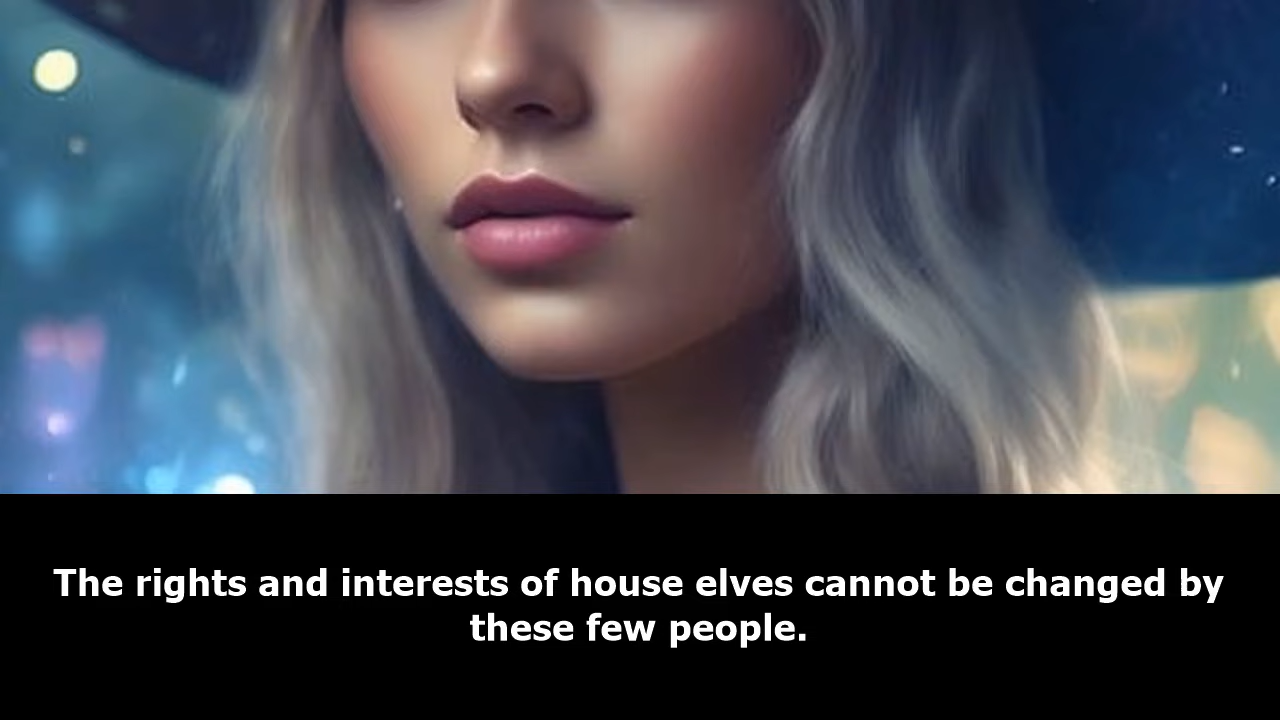 The rights and interests of house elves cannot be changed by
these few people.